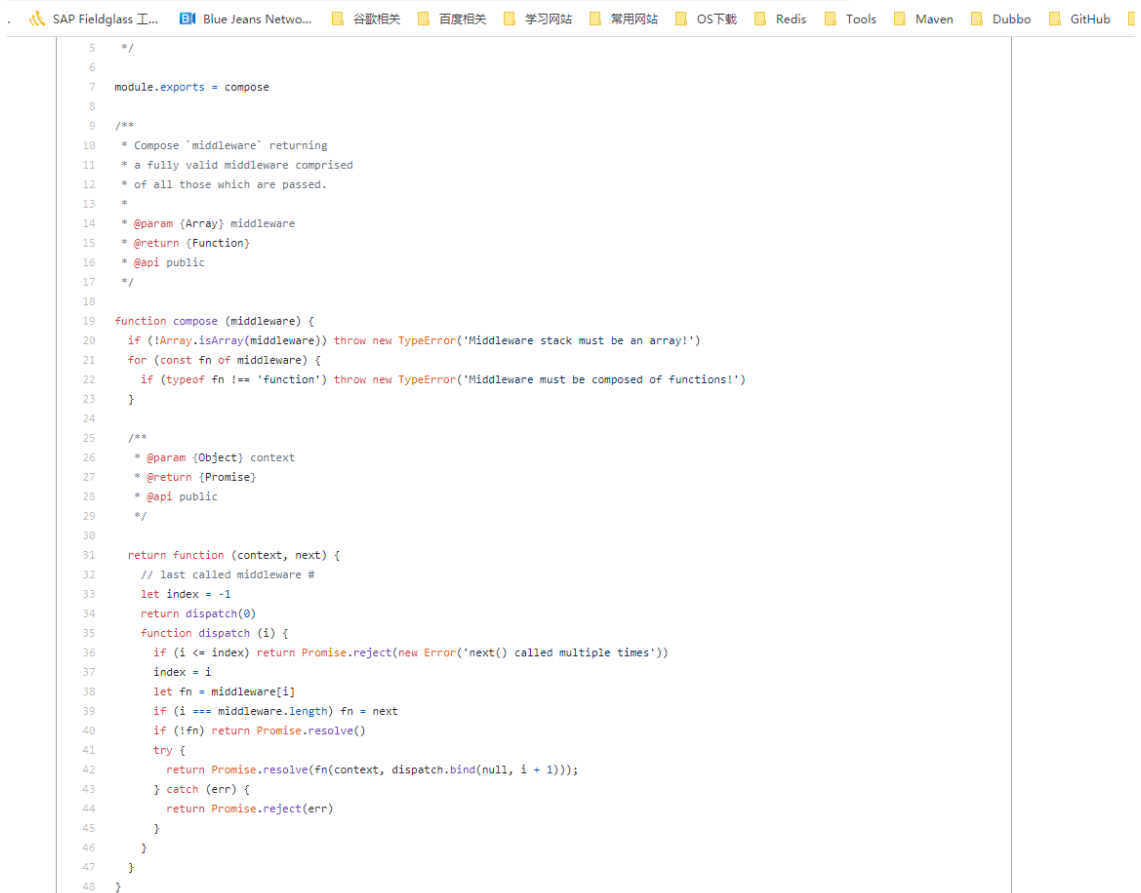 SAP Fieldglass 工... Blue Jeans Netwo... 谷歌相关 百度相关 学习网站 常用网站 OS下载 Redis Tools Maven Dubbo GitHub
5 */
6
7 module.exports = compose
8
9 /**
10 * Compose `middleware` returning
11 * a fully valid middleware comprised
12 * of all those which are passed.
13 *
14 * @param {Array} middleware
15 * @return {Function}
16 * @api public
17 */
18
19 function compose (middleware) {
20 if (!Array.isArray(middleware)) throw new TypeError('Middleware stack must be an array!')
21 for (const fn of middleware) {
22 if (typeof fn !== 'function') throw new TypeError('Middleware must be composed of functions!')
23 }
24
25 /**
26 * @param {Object} context
27 * @return {Promise}
28 * @api public
29 */
30
31 return function (context, next) {
32 // last called middleware #
33 let index = -1
34 return dispatch(0)
35 function dispatch (i) {
36 if (i <= index) return Promise.reject(new Error('next() called multiple times'))
37 index = i
38 let fn = middleware[i]
39 if (i === middleware.length) fn = next
40 if (!fn) return Promise.resolve()
41 try {
42 return Promise.resolve(fn(context, dispatch.bind(null, i + 1)));
43 } catch (err) {
44 return Promise.reject(err)
45 }
46 }
47 }
48 }